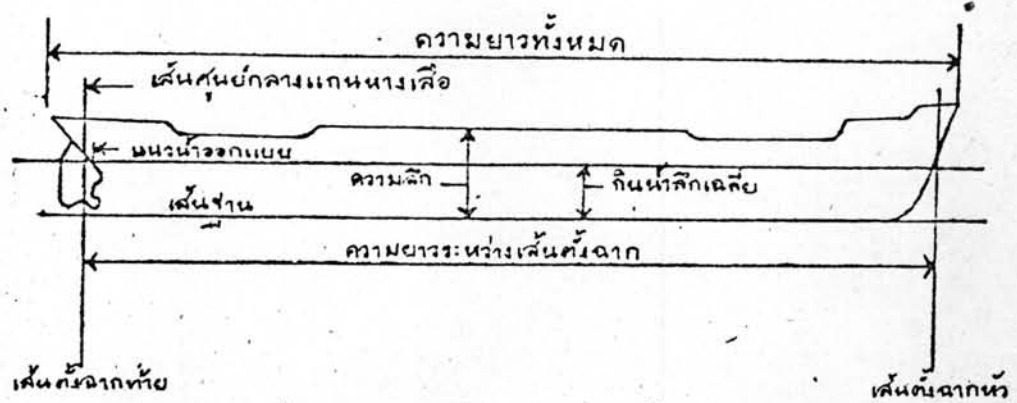 ความยาวทั้งหมด
เส้นศูนย์กลางแกนหางเสือ
แนวน้ำออกแบบ
ความลึก
กินน้ำลึกเฉลี่ย
เส้นฐาน
ความยาวระหว่างเส้นตั้งฉาก
เส้นตั้งฉากท้าย
เส้นตั้งฉากหัว